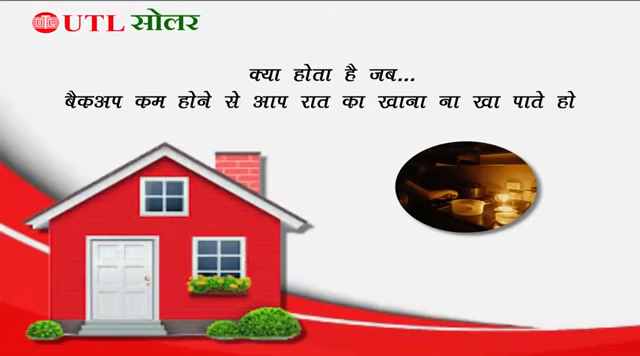 UTL सोलर
क्या होता है जब...
बैकअप कम होने से आप रात का खाना ना खा पाते हो